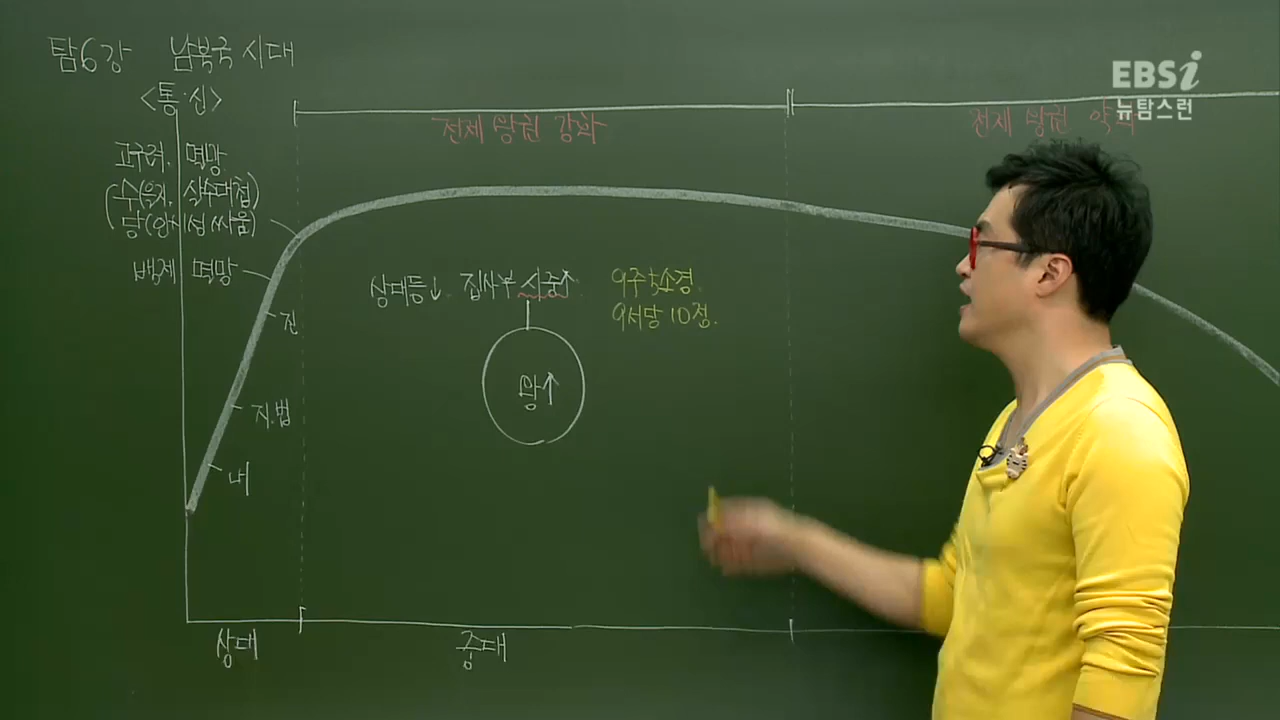 탐6강 남북국 시대
<통·신>
전제 왕권 강화
전제 왕권 약화
EBSi
뉴탐스런
고구려 멸망
수(을지, 살수대첩)
당(안시성 싸움)
백제 멸망
진
지·법
내
상대등↓ 집사부 시중↑
9주 5소경
9서당 10정
왕↑
상대
중대